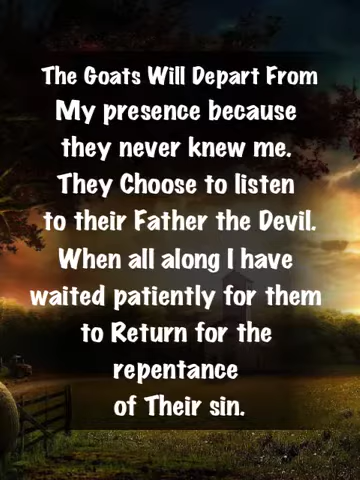 The Goats Will Depart From
My presence because
they never knew me.
They Choose to listen
to their Father the Devil.
When all along I have
waited patiently for them
to Return for the
repentance
of Their sin.